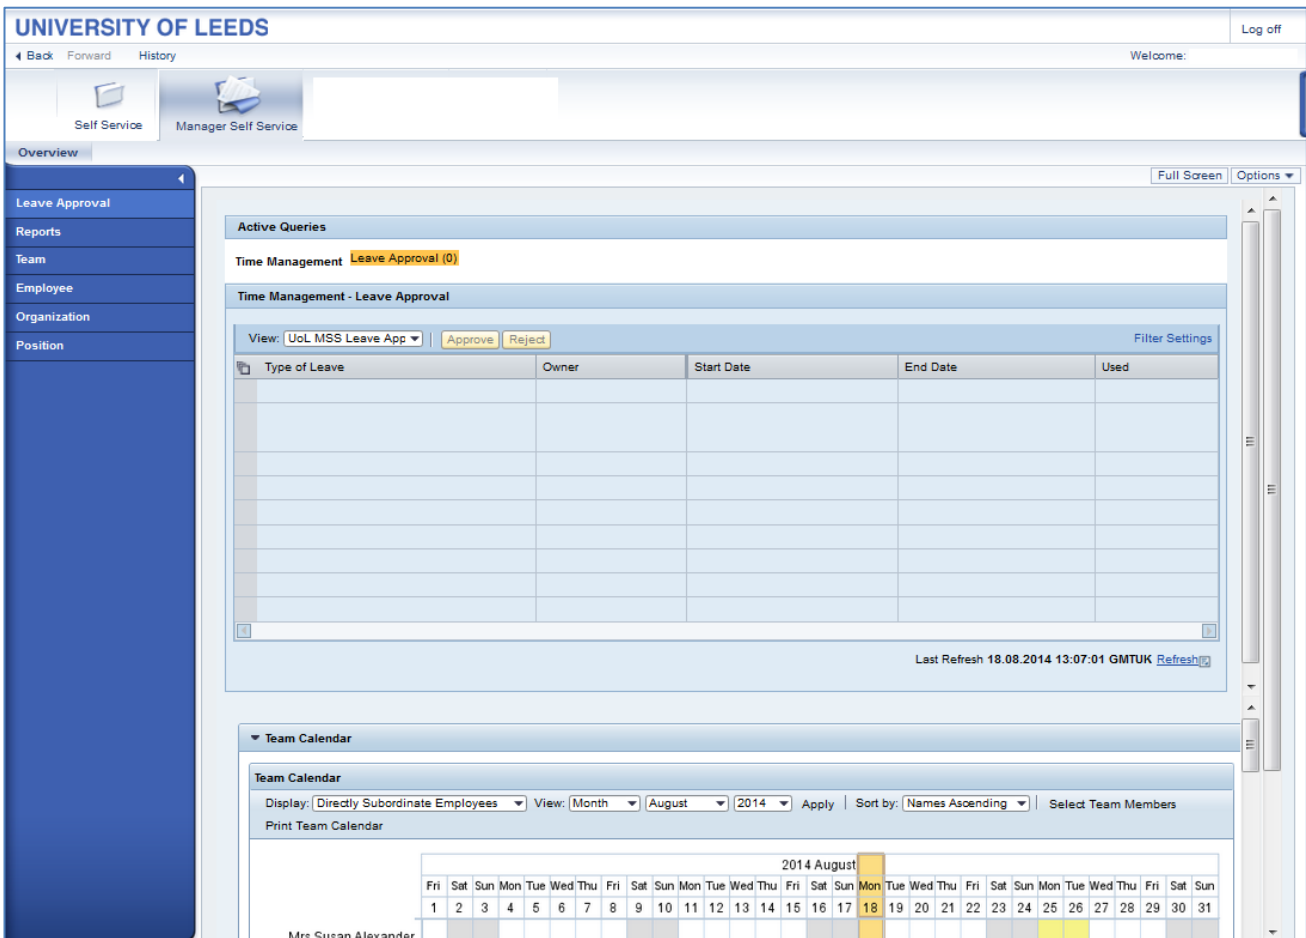 UNIVERSITY OF LEEDS
Log off
Back Forward History
Welcome:
Self Service
Manager Self Service
Overview
Full Screen Options
Leave Approval
Reports
Team
Employee
Organization
Position
Active Queries
Time Management Leave Approval (0)
Time Management - Leave Approval
View: UoL MSS Leave App Approve Reject Filter Settings
Type of Leave Owner Start Date End Date Used
Last Refresh 18.08.2014 13:07:01 GMTUK Refresh
Team Calendar
Team Calendar
Display: Directly Subordinate Employees View: Month August 2014 Apply Sort by: Names Ascending Select Team Members
Print Team Calendar
2014 August
Fri Sat Sun Mon Tue Wed Thu Fri Sat Sun Mon Tue Wed Thu Fri Sat Sun Mon Tue Wed Thu Fri Sat Sun Mon Tue Wed Thu Fri Sat Sun
1 2 3 4 5 6 7 8 9 10 11 12 13 14 15 16 17 18 19 20 21 22 23 24 25 26 27 28 29 30 31
Mrs Susan Alexander